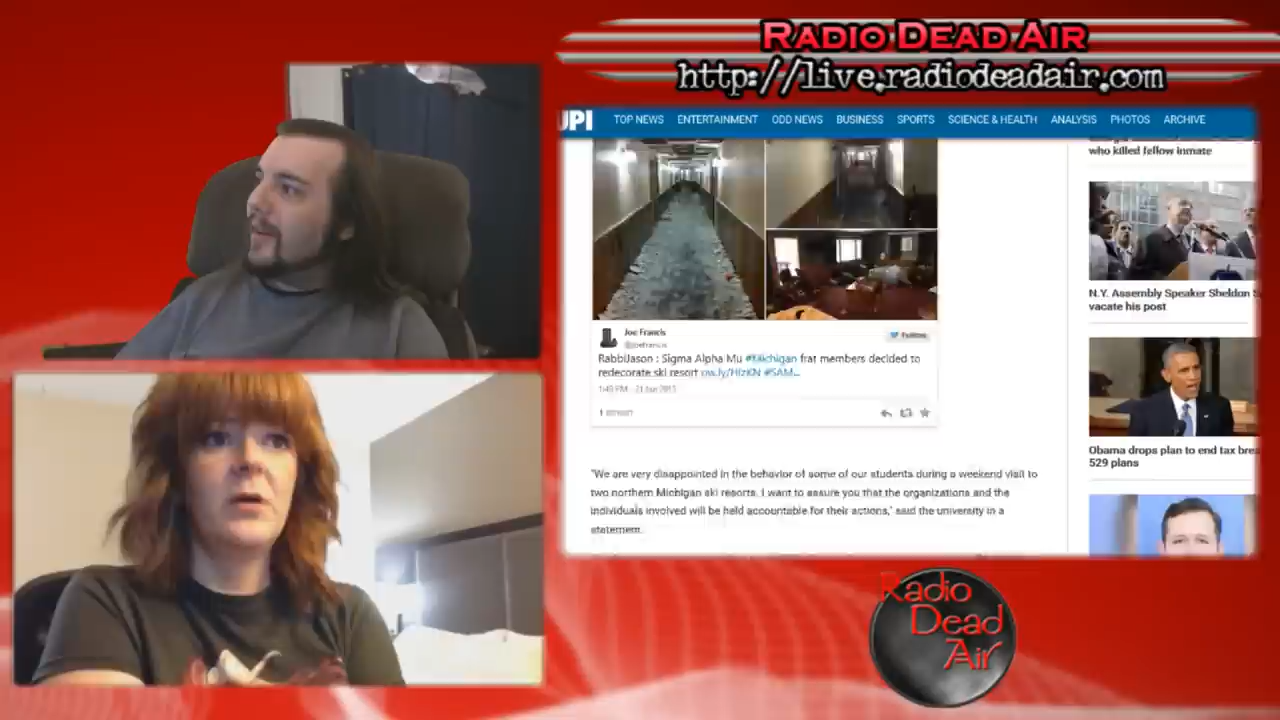 Radio Dead Air
http://live.radiodeadair.com
UPI
TOP NEWS ENTERTAINMENT ODD NEWS BUSINESS SPORTS SCIENCE & HEALTH ANALYSIS PHOTOS ARCHIVE
who killed fellow inmate
N.Y. Assembly Speaker Sheldon S
vacate his post
Joe Francis
RabbiJason : Sigma Alpha Mu #Michigan frat members decided to
redecorate ski resort ow.ly/HIzKN #SAM...
Obama drops plan to end tax brea
529 plans
"We are very disappointed in the behavior of some of our students during a weekend visit to
two northern Michigan ski resorts. I want to assure you that the organizations and the
individuals involved will be held accountable for their actions," said the university in a
statement.
Radio
Dead
Air